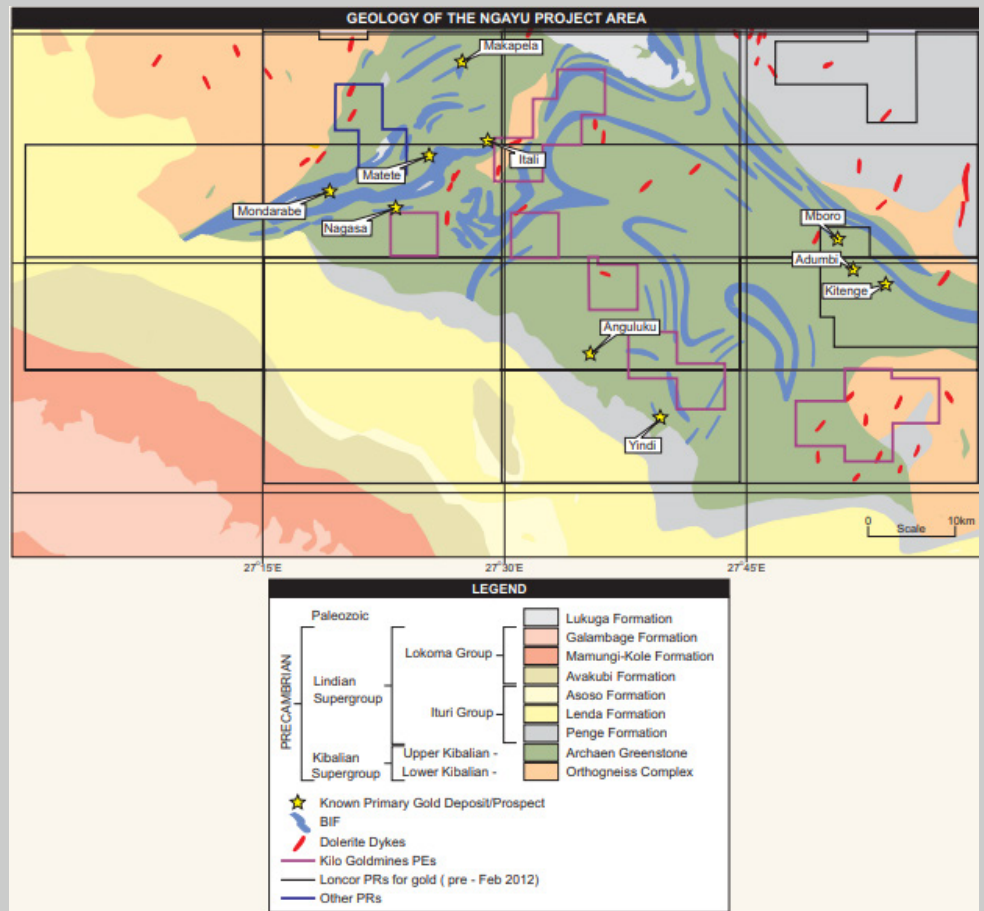 GEOLOGY OF THE NGAYU PROJECT AREA
Makapela
Itali
Matete
Mondarabe
Nagasa
Mboro
Adumbi
Kitenge
Anguluku
Yindi
0 Scale 10km
27°15'E 27°30'E 27°45'E
LEGEND
Paleozoic
PRECAMBRIAN
Lindian
Supergroup
Kibalian
Supergroup
Lokoma Group
Ituri Group
Upper Kibalian -
Lower Kibalian -
Lukuga Formation
Galambage Formation
Mamungi-Kole Formation
Avakubi Formation
Asoso Formation
Lenda Formation
Penge Formation
Archaen Greenstone
Orthogneiss Complex
Known Primary Gold Deposit/Prospect
BIF
Dolerite Dykes
Kilo Goldmines PEs
Loncor PRs for gold ( pre - Feb 2012)
Other PRs